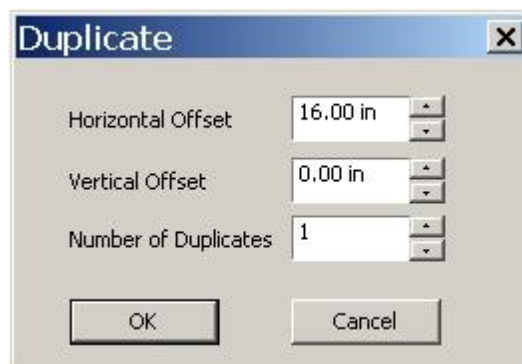 Duplicate
Horizontal Offset 16.00 in
Vertical Offset 0.00 in
Number of Duplicates 1
OK Cancel